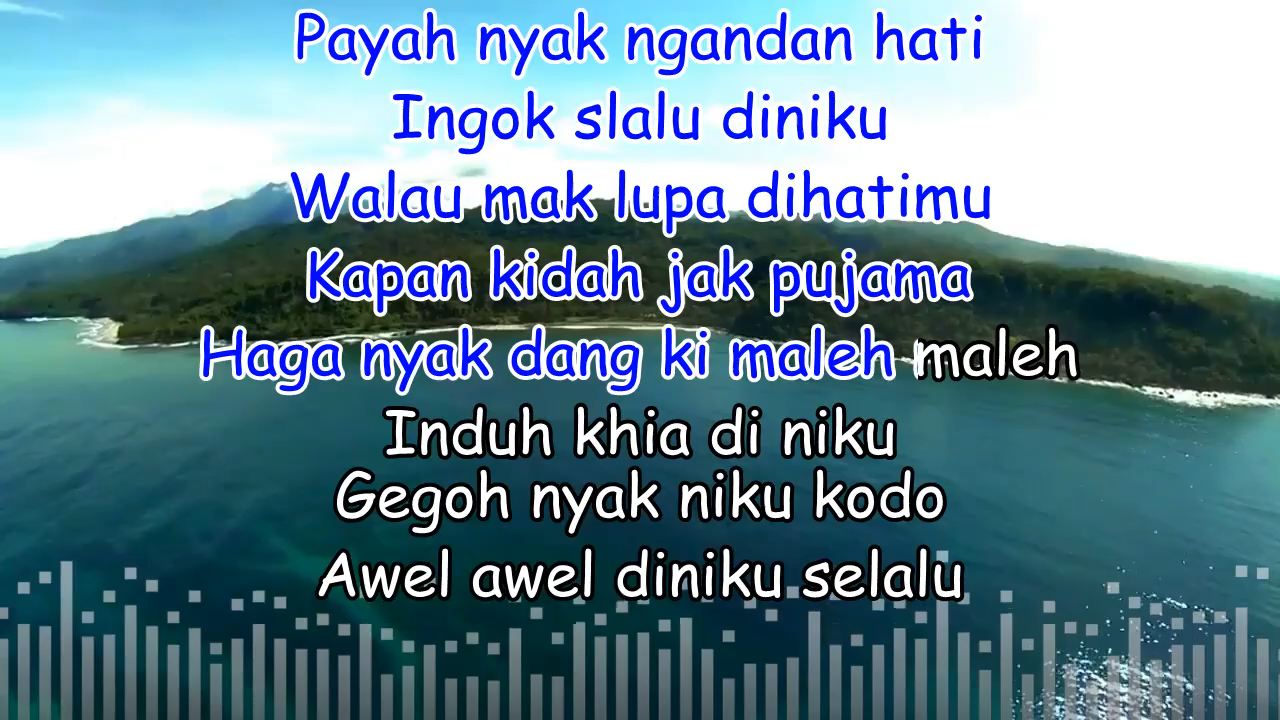 Payah nyak ngandan hati
Ingok slalu diniku
Walau mak lupa dihatimu
Kapan kidah jak pujama
Haga nyak dang ki maleh maleh
Induh khia di niku
Gegoh nyak niku kodo
Awel awel diniku selalu